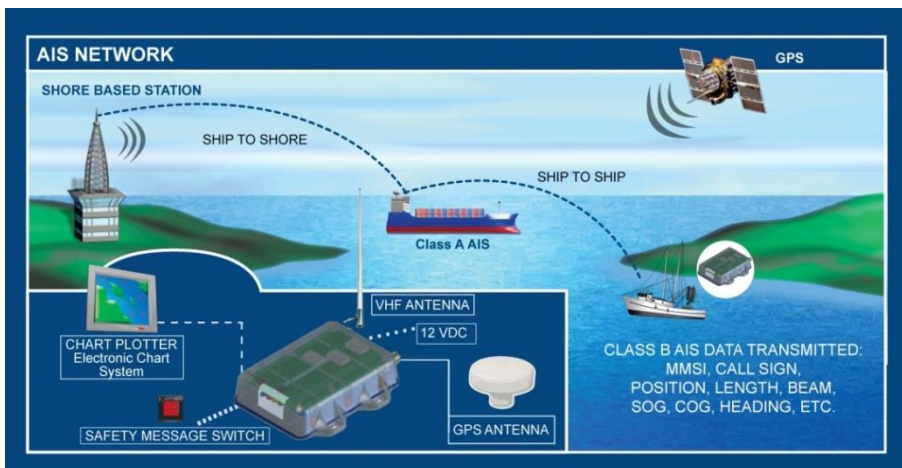 AIS NETWORK
GPS
SHORE BASED STATION
SHIP TO SHORE
SHIP TO SHIP
Class A AIS
VHF ANTENNA
12 VDC
CHART PLOTTER
Electronic Chart
System
SAFETY MESSAGE SWITCH
GPS ANTENNA
CLASS B AIS DATA TRANSMITTED:
MMSI, CALL SIGN,
POSITION, LENGTH, BEAM,
SOG, COG, HEADING, ETC.